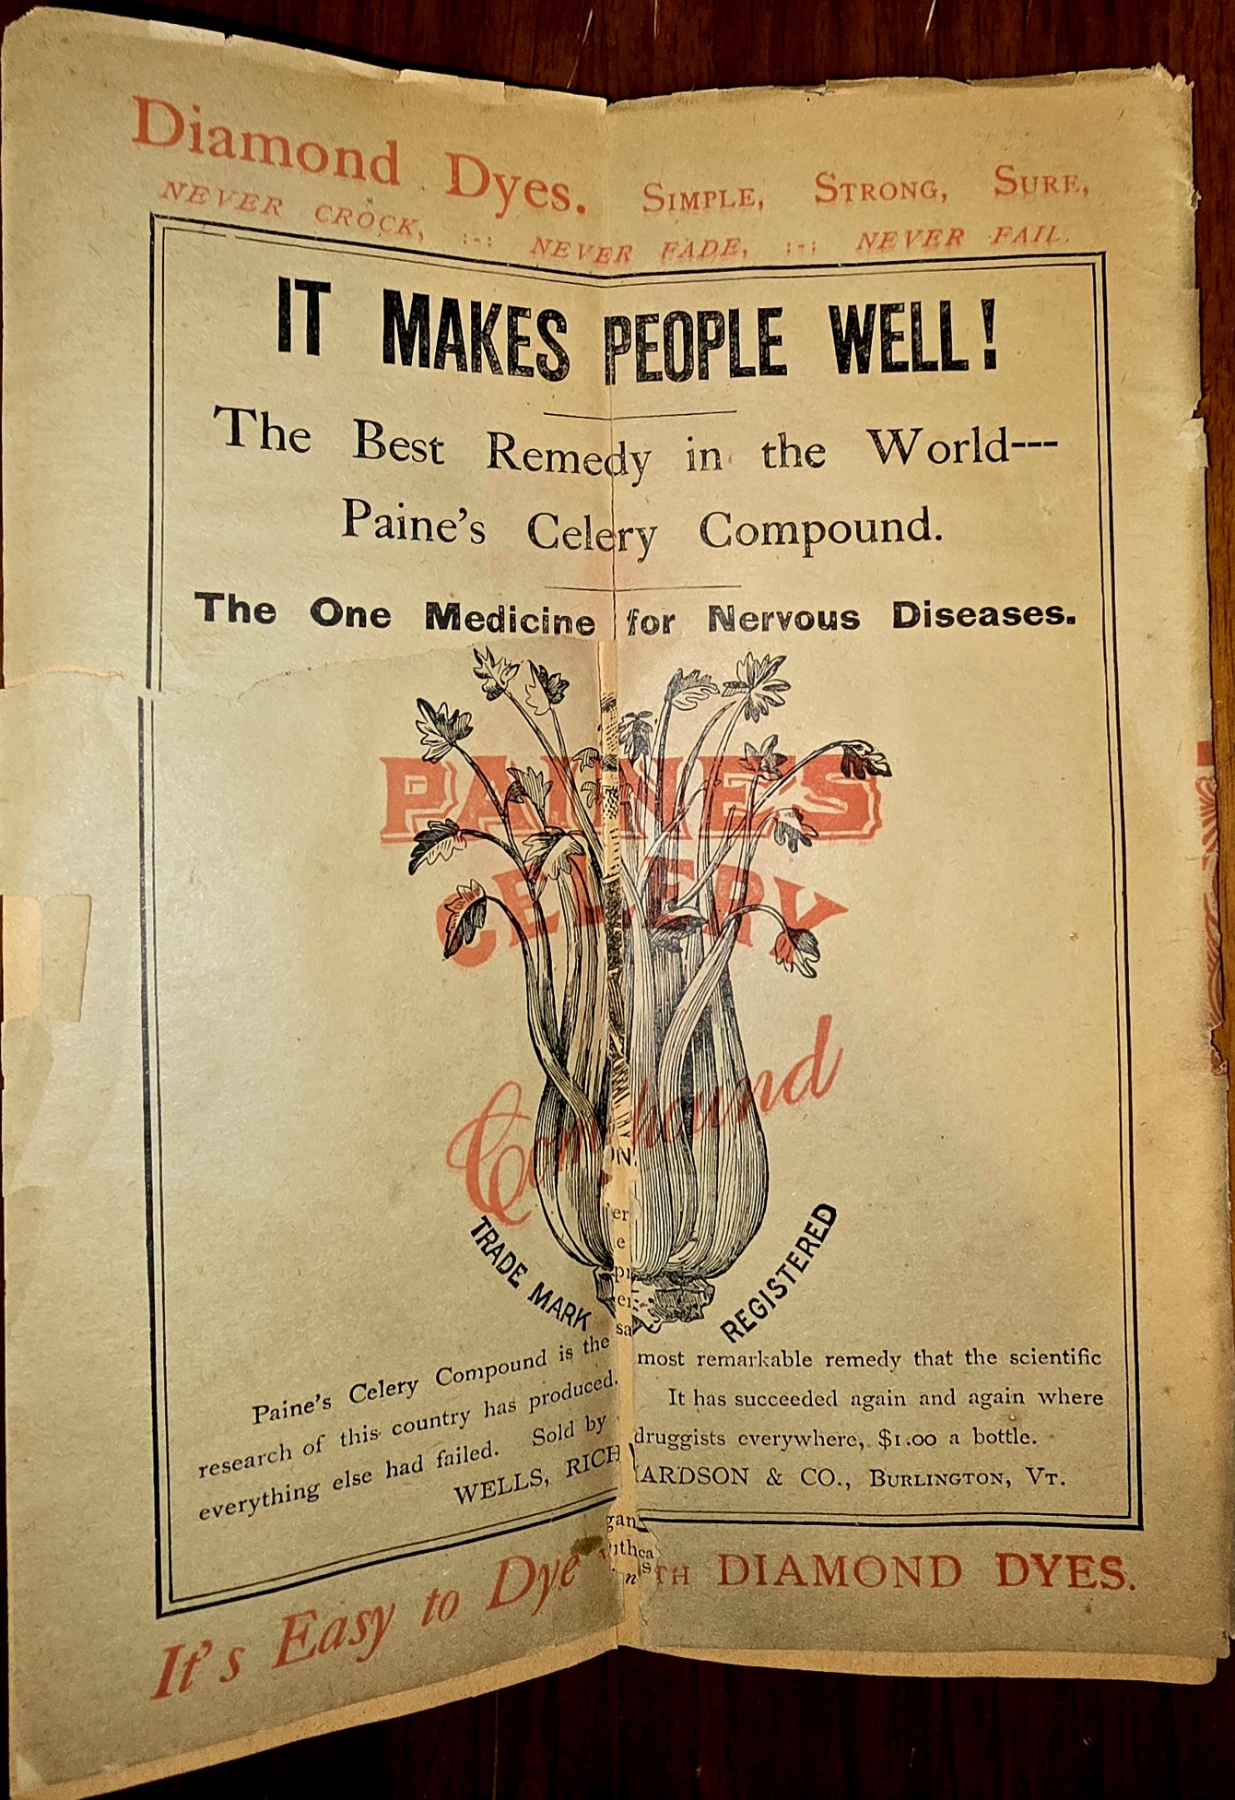 Diamond Dyes. SIMPLE, STRONG, SURE,
NEVER CROCK, :-: NEVER FADE, :-: NEVER FAIL.
IT MAKES PEOPLE WELL!
The Best Remedy in the World---
Paine's Celery Compound.
The One Medicine for Nervous Diseases.
PAINE'S
CELERY
Compound
TRADE MARK REGISTERED
Paine's Celery Compound is the most remarkable remedy that the scientific
research of this country has produced. It has succeeded again and again where
everything else had failed. Sold by druggists everywhere, $1.00 a bottle.
WELLS, RICHARDSON & CO., BURLINGTON, VT.
It's Easy to Dye WITH DIAMOND DYES.